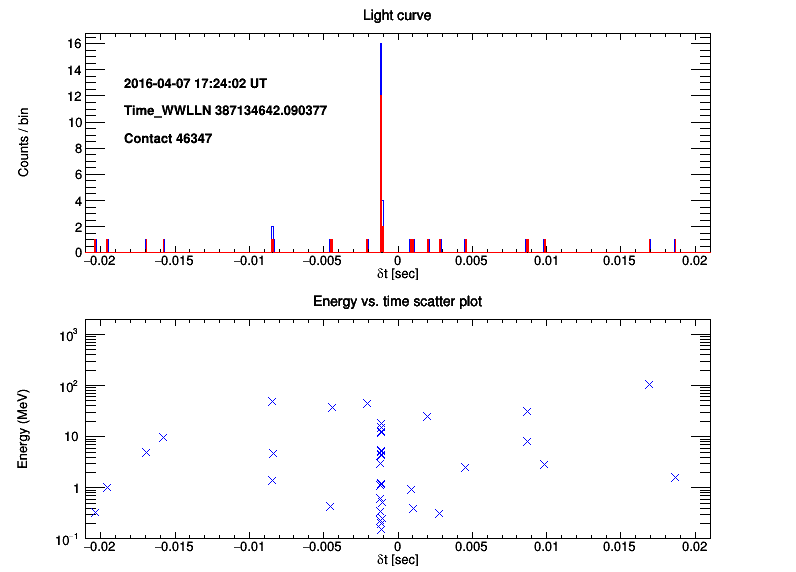 Light curve
Counts / bin
16
14
12
10
8
6
4
2
0
2016-04-07 17:24:02 UT
Time_WWLLN 387134642.090377
Contact 46347
−0.02 −0.015 −0.01 −0.005 0 0.005 0.01 0.015 0.02
δt [sec]
Energy vs. time scatter plot
Energy (MeV)
10³
10²
10
1
10⁻¹
−0.02 −0.015 −0.01 −0.005 0 0.005 0.01 0.015 0.02
δt [sec]